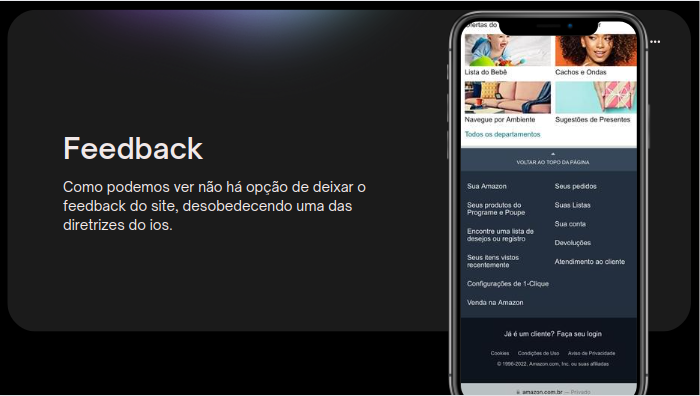 Feedback
Como podemos ver não há opção de deixar o
feedback do site, desobedecendo uma das
diretrizes do ios.
Ofertas do
Lista do Bebê
Cachos e Ondas
Navegue por Ambiente
Sugestões de Presentes
Todos os departamentos
VOLTAR AO TOPO DA PÁGINA
Sua Amazon
Seus pedidos
Seus produtos do
Programe e Poupe
Suas Listas
Sua conta
Encontre uma lista de
desejos ou registro
Devoluções
Seus itens vistos
recentemente
Atendimento ao cliente
Configurações de 1-Clique
Venda na Amazon
Já é um cliente? Faça seu login
Cookies Condições de Uso Aviso de Privacidade
© 1996-2022, Amazon.com, Inc. ou suas afiliadas
amazon.com.br — Privado